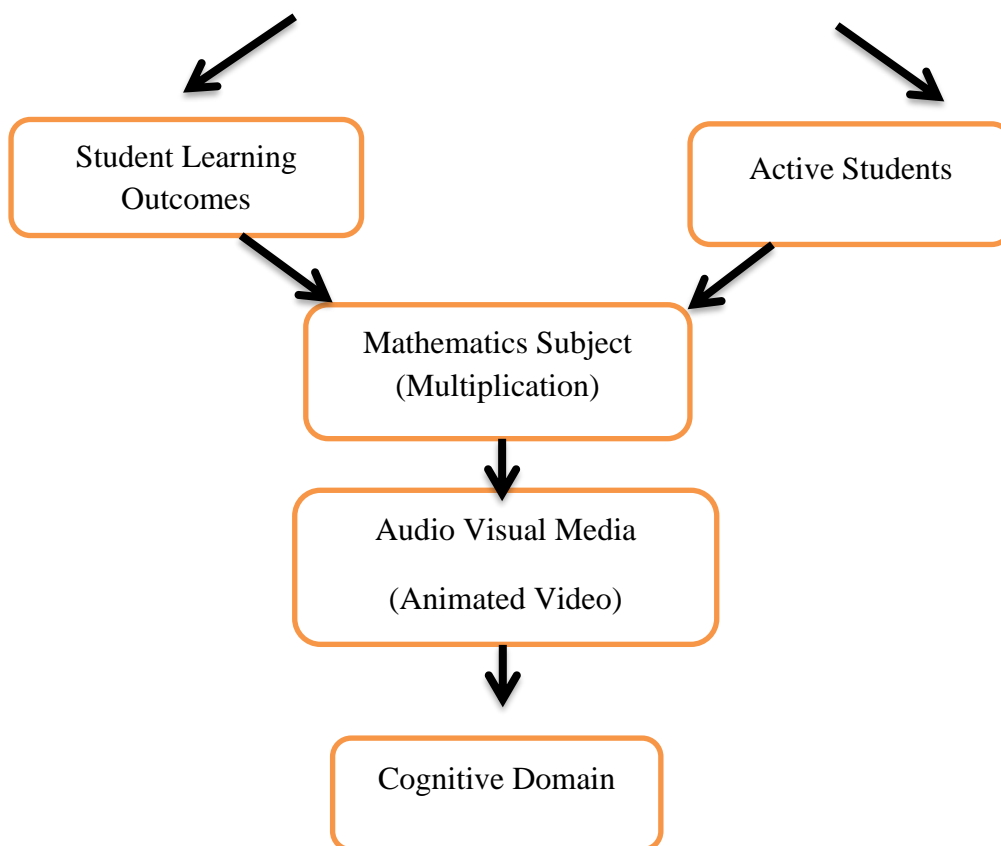 Student Learning
Outcomes
Active Students
Mathematics Subject
(Multiplication)
Audio Visual Media
(Animated Video)
Cognitive Domain